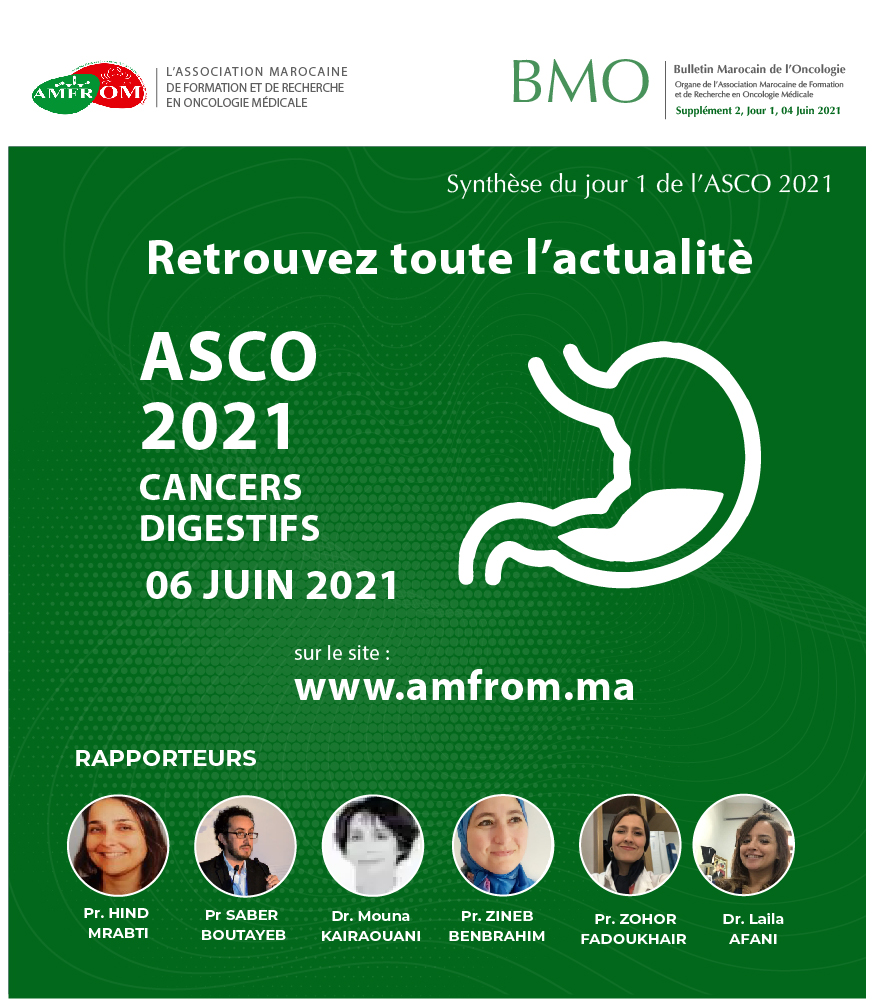 AMFROM
L'ASSOCIATION MAROCAINE
DE FORMATION ET DE RECHERCHE
EN ONCOLOGIE MÉDICALE
BMO
Bulletin Marocain de l'Oncologie
Organe de l'Association Marocaine de Formation
et de Recherche en Oncologie Médicale
Supplément 2, Jour 1, 04 Juin 2021
Synthèse du jour 1 de l'ASCO 2021
Retrouvez toute l'actualitè
ASCO
2021
CANCERS
DIGESTIFS
06 JUIN 2021
sur le site :
www.amfrom.ma
RAPPORTEURS
Pr. HIND
MRABTI
Pr SABER
BOUTAYEB
Dr. Mouna
KAIRAOUANI
Pr. ZINEB
BENBRAHIM
Pr. ZOHOR
FADOUKHAIR
Dr. Laila
AFANI